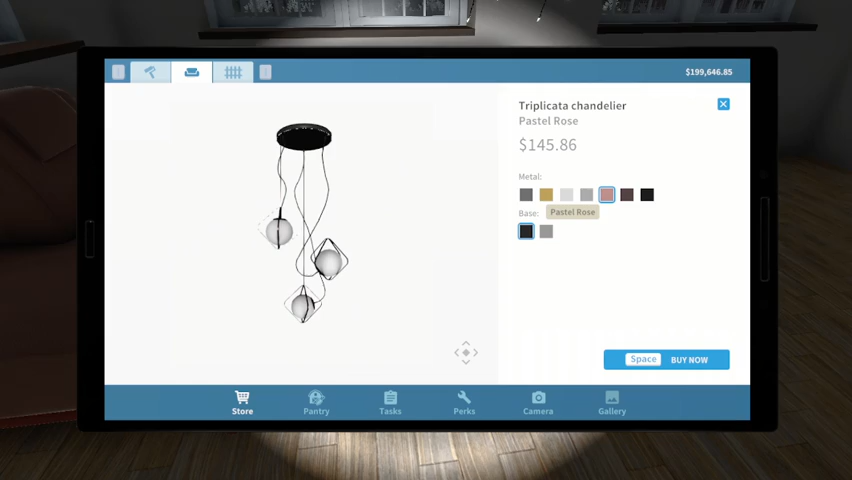 $199,646.85
Triplicata chandelier
Pastel Rose
$145.86
Metal:
Pastel Rose
Base:
Space BUY NOW
Store Pantry Tasks Perks Camera Gallery